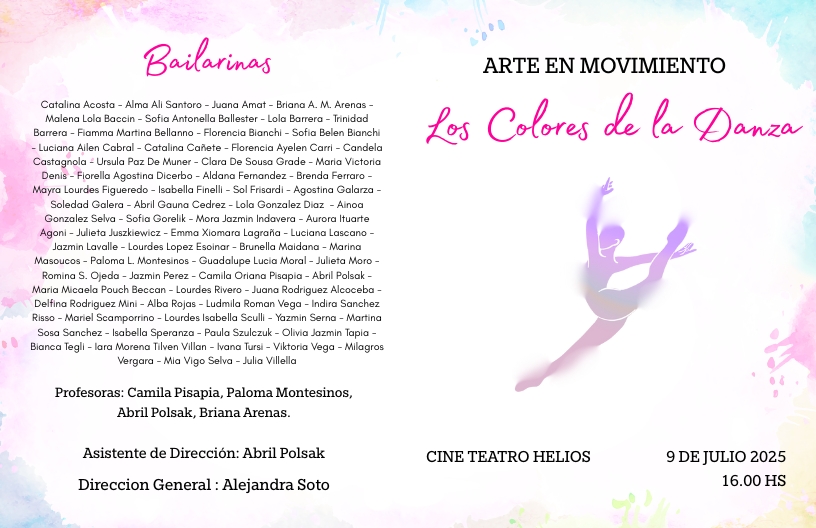 Bailarinas
Catalina Acosta - Alma Ali Santoro - Juana Amat - Briana A. M. Arenas -
Malena Lola Baccin - Sofia Antonella Ballester - Lola Barrera - Trinidad
Barrera - Fiamma Martina Bellanno - Florencia Bianchi - Sofia Belen Bianchi
- Luciana Ailen Cabral - Catalina Cañete - Florencia Ayelen Carri - Candela
Castagnola - Ursula Paz De Muner - Clara De Sousa Grade - Maria Victoria
Denis - Fiorella Agostina Dicerbo - Aldana Fernandez - Brenda Ferraro -
Mayra Lourdes Figueredo - Isabella Finelli - Sol Frisardi - Agostina Galarza -
Soledad Galera - Abril Gauna Cedrez - Lola Gonzalez Diaz  - Ainoa
Gonzalez Selva - Sofia Gorelik - Mora Jazmin Indavera - Aurora Ituarte
Agoni - Julieta Juszkiewicz - Emma Xiomara Lagraña - Luciana Lascano -
Jazmin Lavalle - Lourdes Lopez Esoinar - Brunella Maidana - Marina
Masoucos - Paloma L. Montesinos - Guadalupe Lucia Moral - Julieta Moro -
Romina S. Ojeda - Jazmin Perez - Camila Oriana Pisapia - Abril Polsak -
Maria Micaela Pouch Beccan - Lourdes Rivero - Juana Rodriguez Alcoceba -
Delfina Rodriguez Mini - Alba Rojas - Ludmila Roman Vega - Indira Sanchez
Risso - Mariel Scamporrino - Lourdes Isabella Sculli - Yazmin Serna - Martina
Sosa Sanchez - Isabella Speranza - Paula Szulczuk - Olivia Jazmin Tapia -
Bianca Tegli - Iara Morena Tilven Villan - Ivana Tursi - Viktoria Vega - Milagros
Vergara - Mia Vigo Selva - Julia Villella
Profesoras: Camila Pisapia, Paloma Montesinos,
Abril Polsak, Briana Arenas.
Asistente de Dirección: Abril Polsak
Direccion General : Alejandra Soto
ARTE EN MOVIMIENTO
Los Colores de la Danza
CINE TEATRO HELIOS
9 DE JULIO 2025
16.00 HS